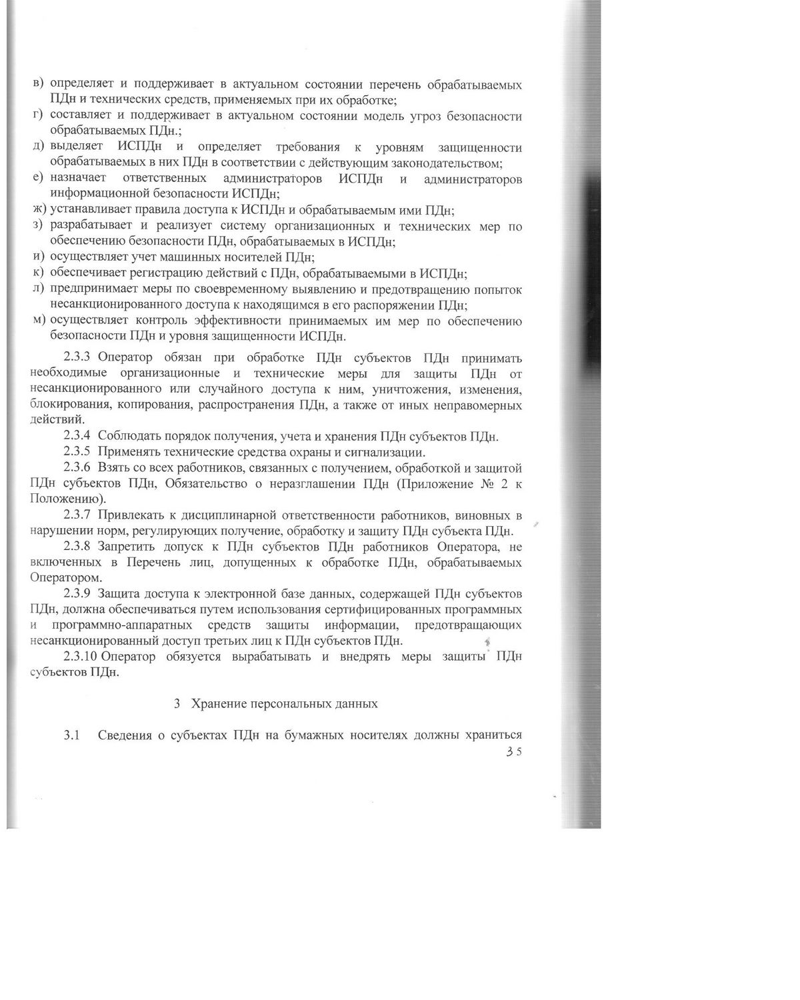 в) определяет и поддерживает в актуальном состоянии перечень обрабатываемых
ПДн и технических средств, применяемых при их обработке;
г) составляет и поддерживает в актуальном состоянии модель угроз безопасности
обрабатываемых ПДн.;
д) выделяет ИСПДн и определяет требования к уровням защищенности
обрабатываемых в них ПДн в соответствии с действующим законодательством;
е) назначает ответственных администраторов ИСПДн и администраторов
информационной безопасности ИСПДн;
ж) устанавливает правила доступа к ИСПДн и обрабатываемым ими ПДн;
з) разрабатывает и реализует систему организационных и технических мер по
обеспечению безопасности ПДн, обрабатываемых в ИСПДн;
и) осуществляет учет машинных носителей ПДн;
к) обеспечивает регистрацию действий с ПДн, обрабатываемыми в ИСПДн;
л) предпринимает меры по своевременному выявлению и предотвращению попыток
несанкционированного доступа к находящимся в его распоряжении ПДн;
м) осуществляет контроль эффективности принимаемых им мер по обеспечению
безопасности ПДн и уровня защищенности ИСПДн.
2.3.3 Оператор обязан при обработке ПДн субъектов ПДн принимать
необходимые организационные и технические меры для защиты ПДн от
несанкционированного или случайного доступа к ним, уничтожения, изменения,
блокирования, копирования, распространения ПДн, а также от иных неправомерных
действий.
2.3.4 Соблюдать порядок получения, учета и хранения ПДн субъектов ПДн.
2.3.5 Применять технические средства охраны и сигнализации.
2.3.6 Взять со всех работников, связанных с получением, обработкой и защитой
ПДн субъектов ПДн, Обязательство о неразглашении ПДн (Приложение № 2 к
Положению).
2.3.7 Привлекать к дисциплинарной ответственности работников, виновных в
нарушении норм, регулирующих получение, обработку и защиту ПДн субъекта ПДн.
2.3.8 Запретить допуск к ПДн субъектов ПДн работников Оператора, не
включенных в Перечень лиц, допущенных к обработке ПДн, обрабатываемых
Оператором.
2.3.9 Защита доступа к электронной базе данных, содержащей ПДн субъектов
ПДн, должна обеспечиваться путем использования сертифицированных программных
и программно-аппаратных средств защиты информации, предотвращающих
несанкционированный доступ третьих лиц к ПДн субъектов ПДн.
2.3.10 Оператор обязуется вырабатывать и внедрять меры защиты ПДн
субъектов ПДн.
3 Хранение персональных данных
3.1 Сведения о субъектах ПДн на бумажных носителях должны храниться
3 5